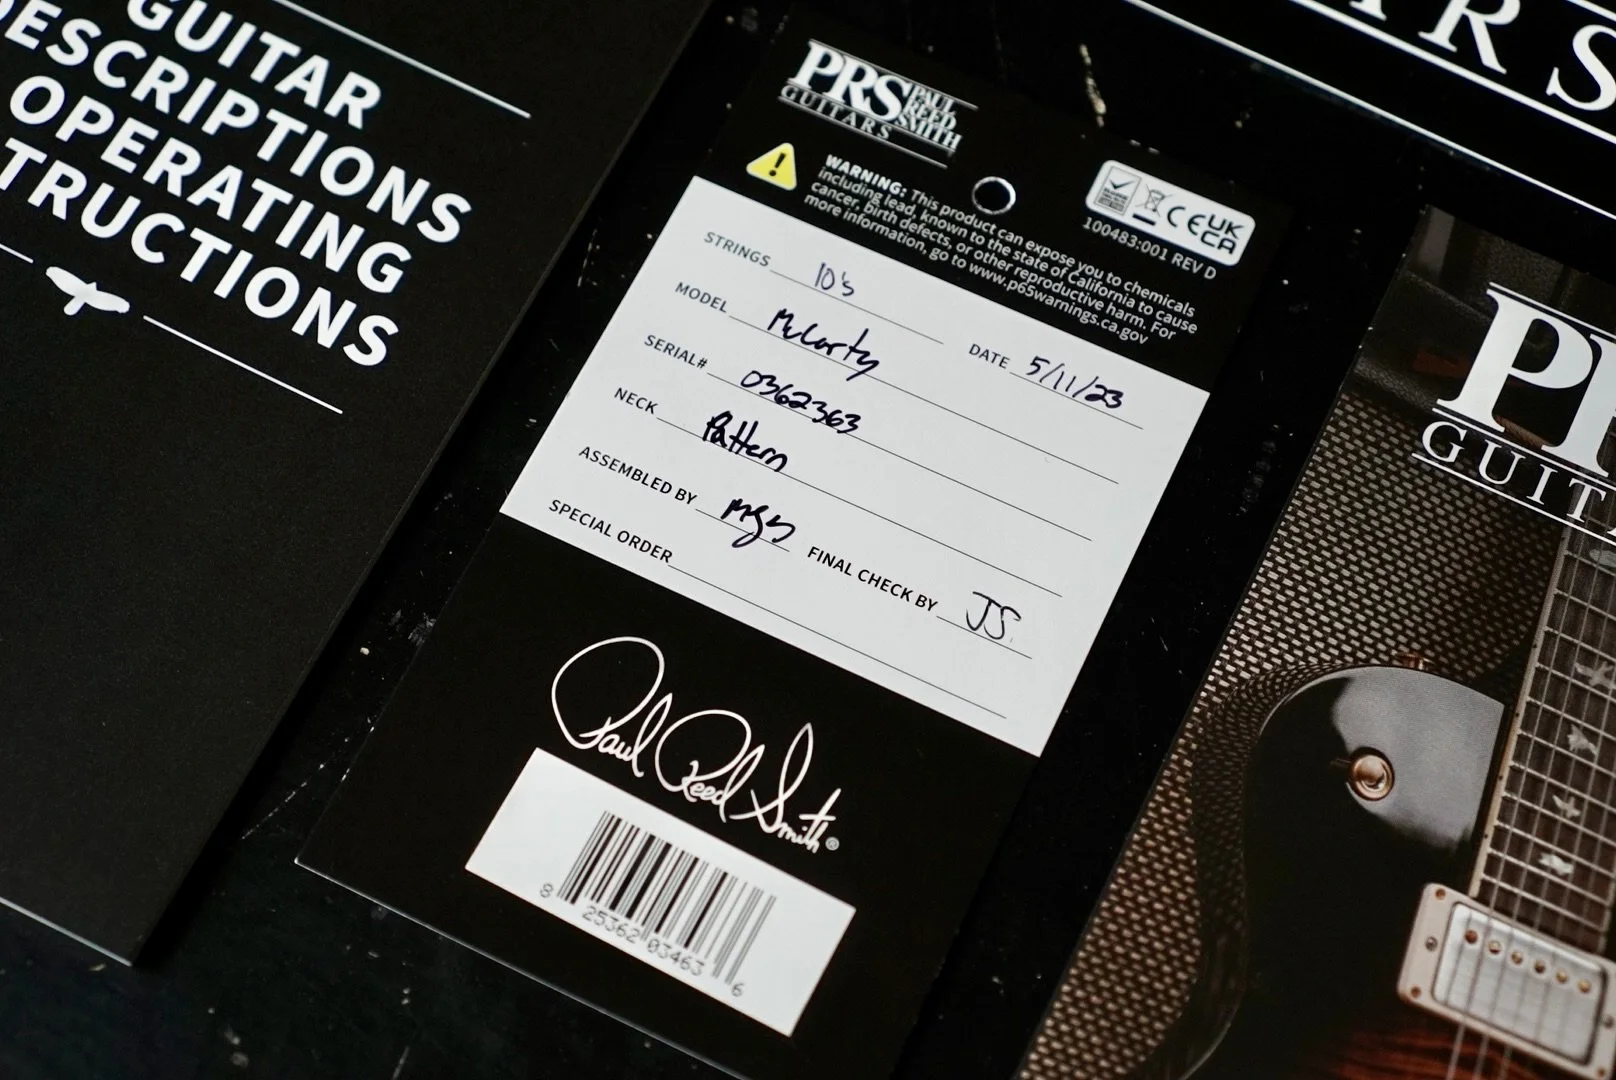 GUITAR
ESCRIPTIONS
OPERATING
TRUCTIONS
PRS PAUL REED SMITH
GUITARS
WARNING: This product can expose you to chemicals
including lead, known to the state of California to cause
cancer, birth defects, or other reproductive harm. For
more information, go to www.p65warnings.ca.gov
CE UK CA
100483:001 REV D
STRINGS 10's
DATE 5/11/23
MODEL McCarty
SERIAL# 0362363
NECK Pattern
ASSEMBLED BY
FINAL CHECK BY JS
SPECIAL ORDER
Paul Reed Smith®
8 25362 03463 6
RS
P
GUIT